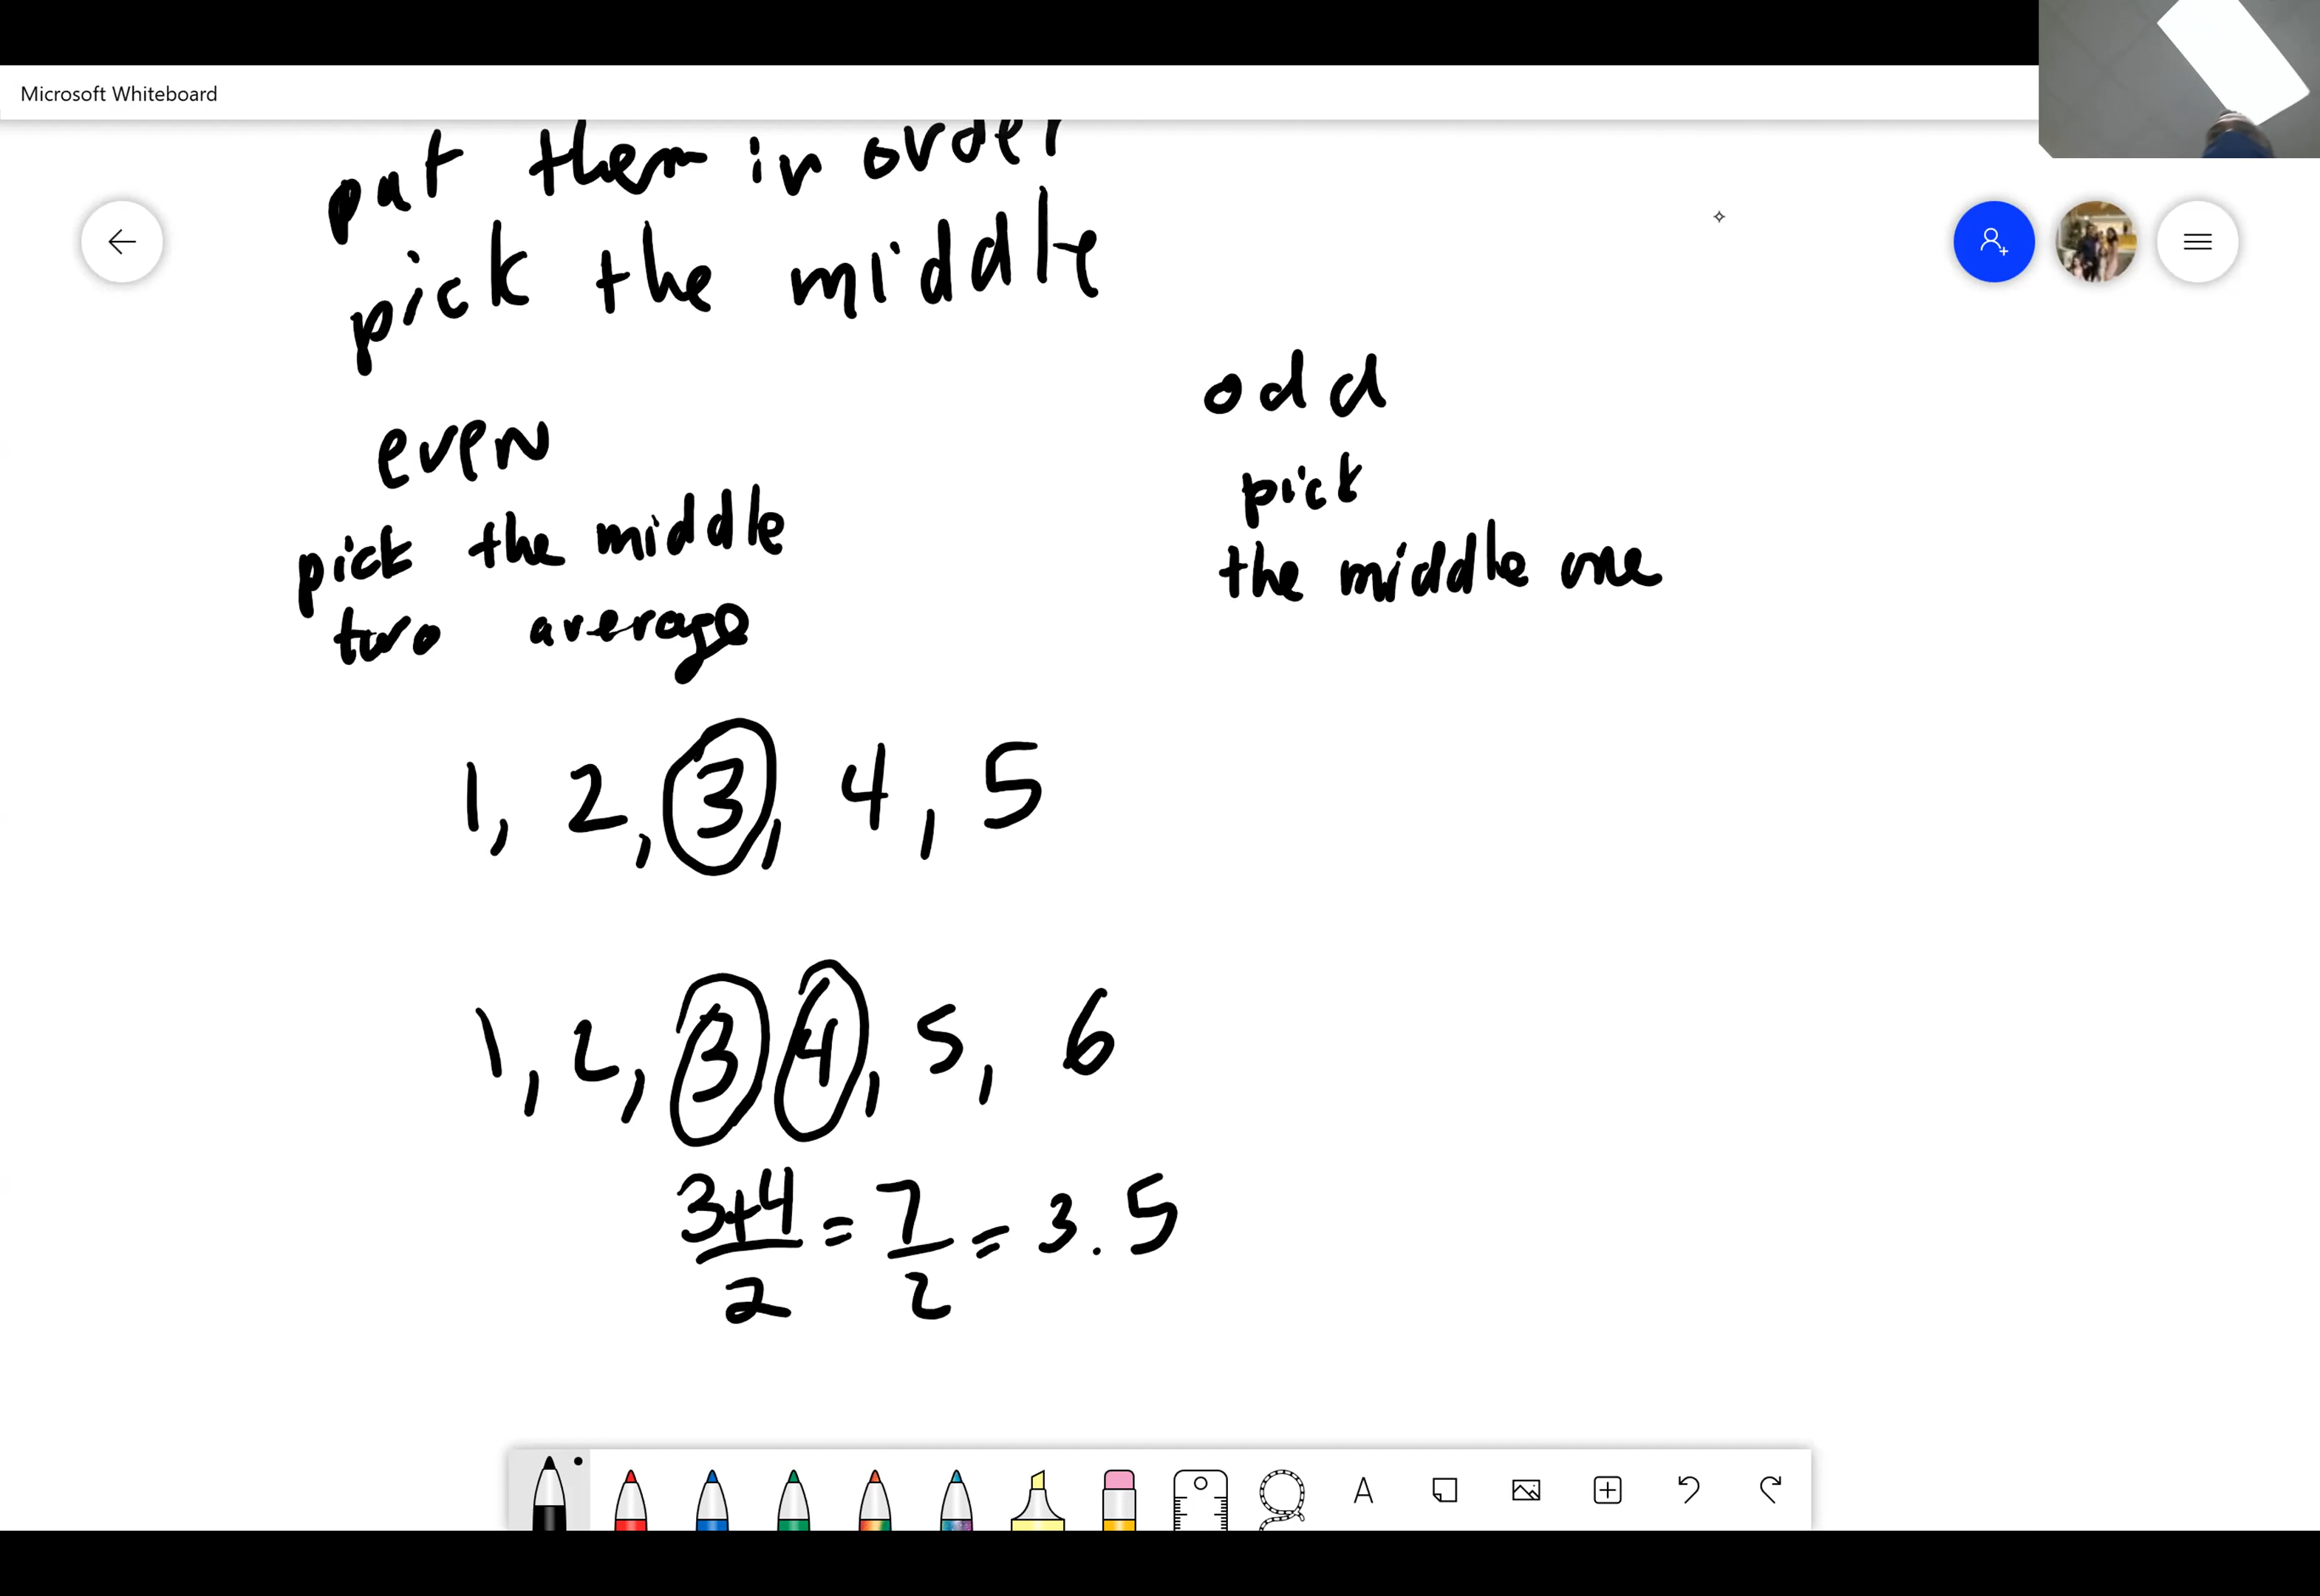 Microsoft Whiteboard
put them in order
pick the middle
even
pick the middle
two average
odd
pick
the middle one
1, 2, 3, 4, 5
1, 2, 3 4, 5, 6
3+4/2 = 7/2 = 3.5
A